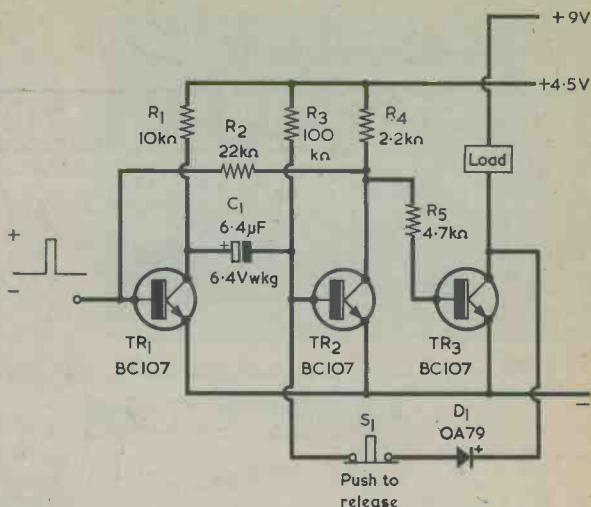 +9V
+4·5V
R1
10kΩ
R2
22kΩ
R3
100
kΩ
R4
2·2kΩ
Load
C1
6·4µF
+
6·4Vwkg
R5
4·7kΩ
+
−
TR1
BC107
TR2
BC107
TR3
BC107
−
S1
Push to
release
D1
OA79
+